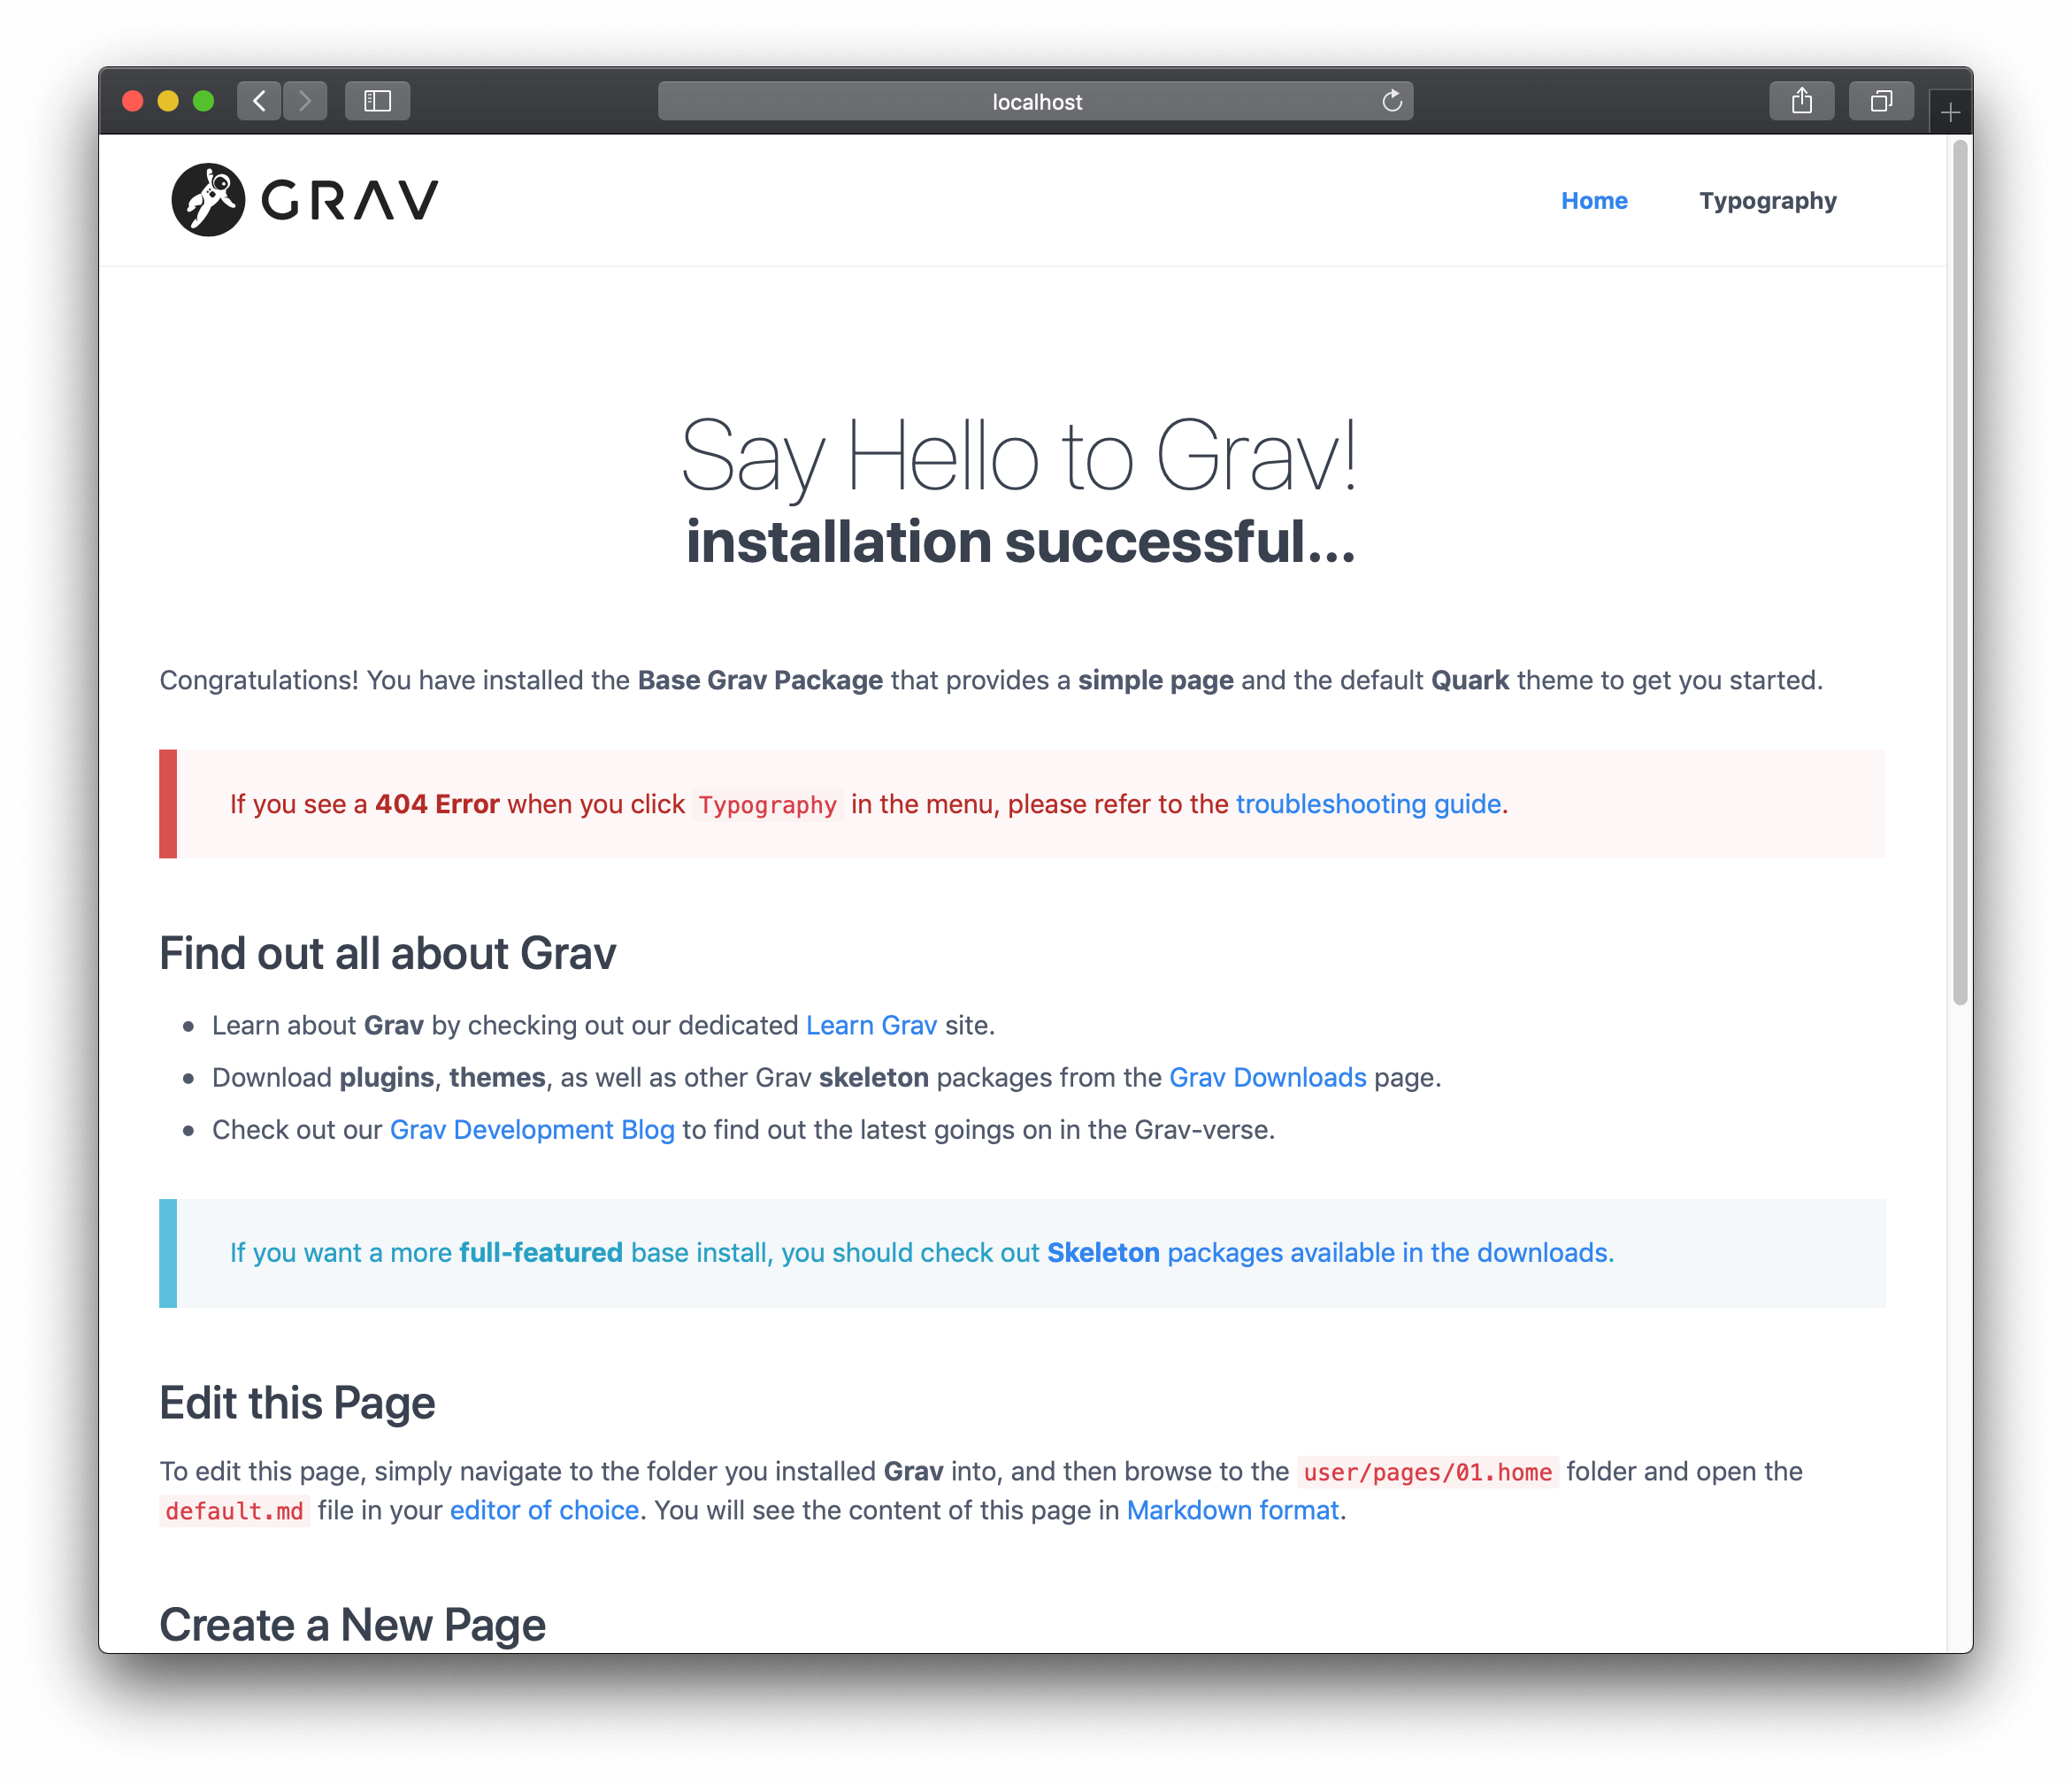 localhost
GRAV
Home Typography
Say Hello to Grav!
installation successful...
Congratulations! You have installed the Base Grav Package that provides a simple page and the default Quark theme to get you started.
If you see a 404 Error when you click Typography in the menu, please refer to the troubleshooting guide.
Find out all about Grav
• Learn about Grav by checking out our dedicated Learn Grav site.
• Download plugins, themes, as well as other Grav skeleton packages from the Grav Downloads page.
• Check out our Grav Development Blog to find out the latest goings on in the Grav-verse.
If you want a more full-featured base install, you should check out Skeleton packages available in the downloads.
Edit this Page
To edit this page, simply navigate to the folder you installed Grav into, and then browse to the user/pages/01.home folder and open the
default.md file in your editor of choice. You will see the content of this page in Markdown format.
Create a New Page